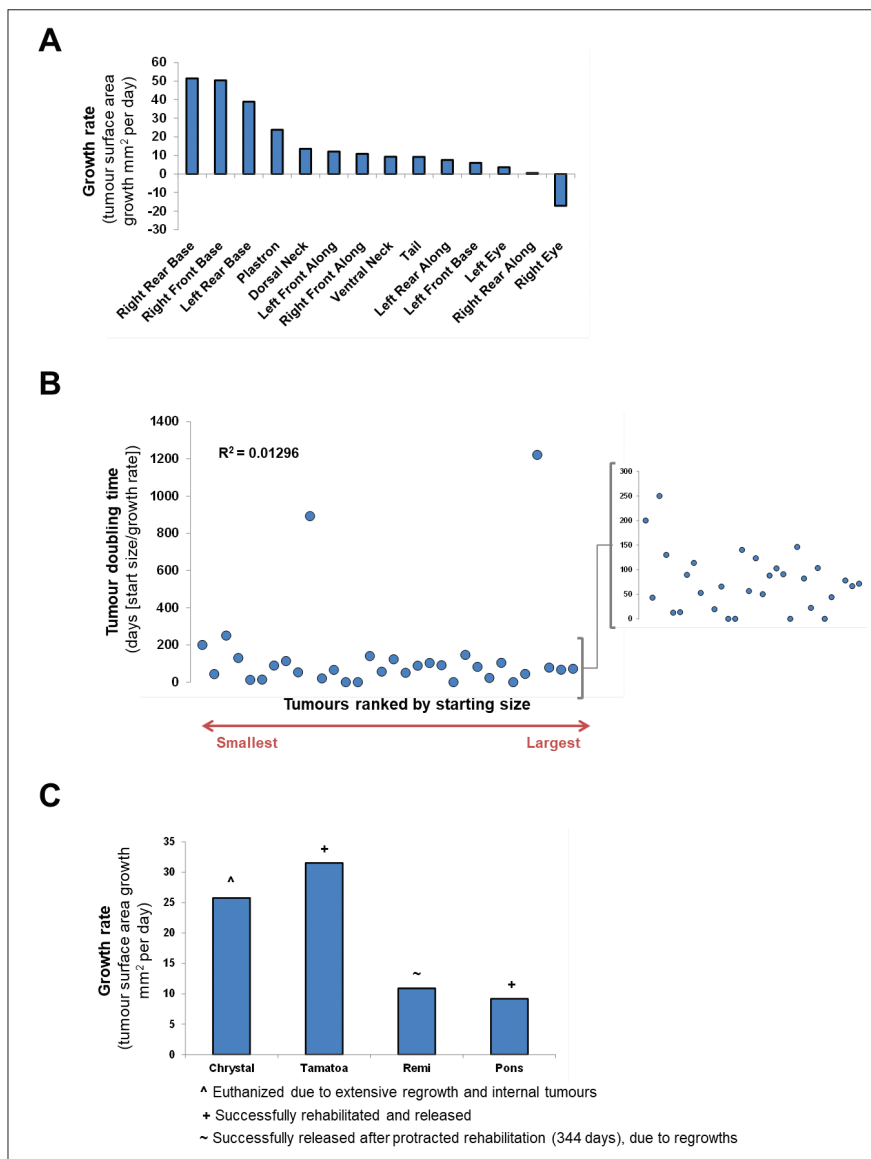 A
Growth rate
(tumour surface area
growth mm² per day)
60
50
40
30
20
10
0
-10
-20
-30
Right Rear Base
Right Front Base
Left Rear Base
Plastron
Dorsal Neck
Left Front Along
Right Front Along
Ventral Neck
Tail
Left Rear Along
Left Front Base
Left Eye
Right Rear Along
Right Eye
B
Tumour doubling time
(days [start size/growth rate])
1400
1200
1000
800
600
400
200
0
R² = 0.01296
300
250
200
150
100
50
0
Tumours ranked by starting size
Smallest
Largest
C
Growth rate
(tumour surface area growth
mm² per day)
35
30
25
20
15
10
5
0
^
+
~
+
Chrystal
Tamatoa
Remi
Pons
^ Euthanized due to extensive regrowth and internal tumours
+ Successfully rehabilitated and released
~ Successfully released after protracted rehabilitation (344 days), due to regrowths